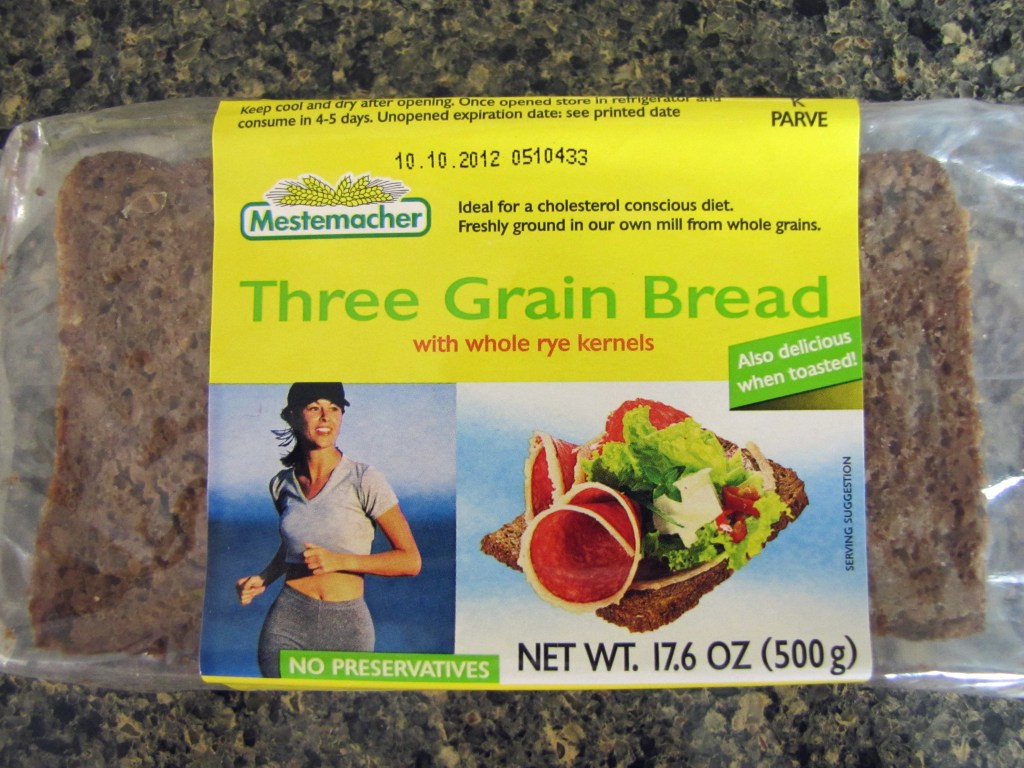 Keep cool and dry after opening. Once opened store in refrigerator and
consume in 4-5 days. Unopened expiration date: see printed date
K
PARVE
10.10.2012 0510433
Mestemacher
Ideal for a cholesterol conscious diet.
Freshly ground in our own mill from whole grains.
Three Grain Bread
with whole rye kernels
Also delicious
when toasted!
SERVING SUGGESTION
NO PRESERVATIVES
NET WT. 17.6 OZ (500 g)